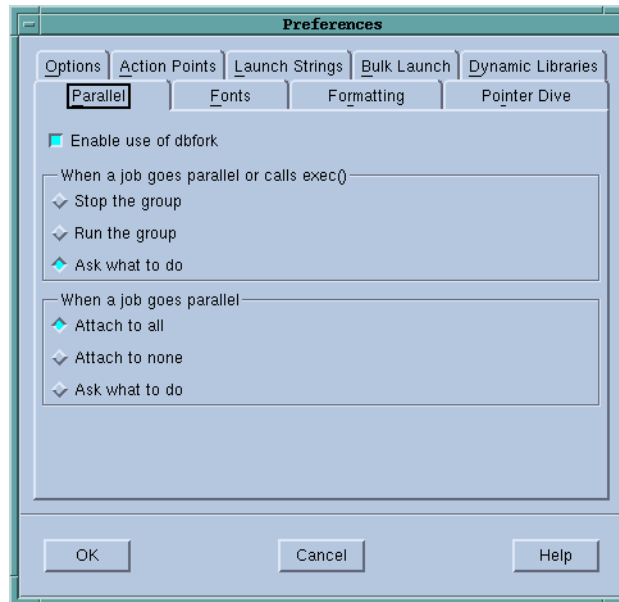 Preferences
Options Action Points Launch Strings Bulk Launch Dynamic Libraries
Parallel Fonts Formatting Pointer Dive
Enable use of dbfork
When a job goes parallel or calls exec()
Stop the group
Run the group
Ask what to do
When a job goes parallel
Attach to all
Attach to none
Ask what to do
OK Cancel Help